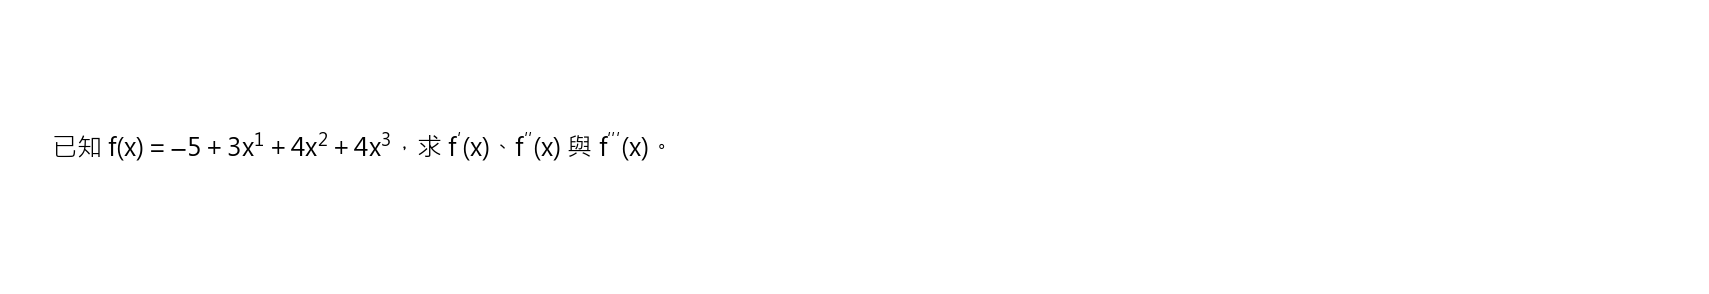 已知 f(x) = –5 + 3x¹ + 4x² + 4x³，求 f′(x)、f′′(x) 與 f′′′(x)。